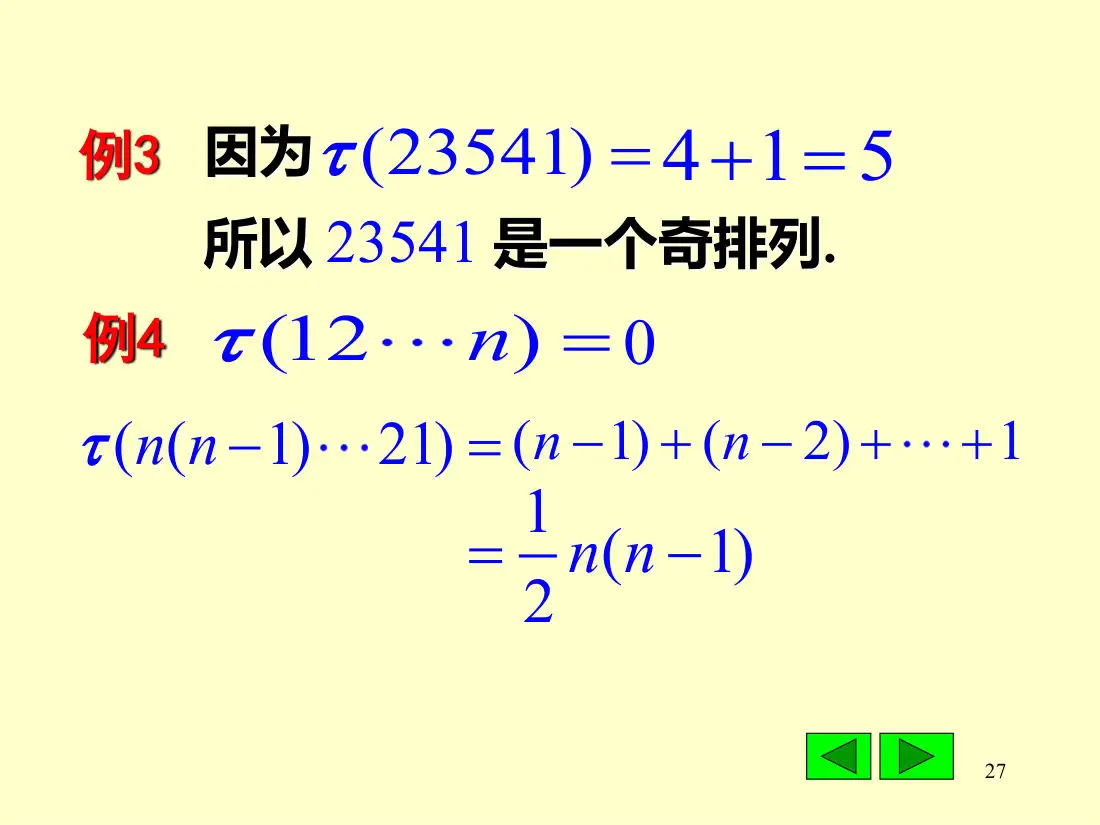 例3 因为 τ(23541) = 4 + 1 = 5
所以 23541 是一个奇排列.
例4 τ(12⋯n) = 0
τ(n(n − 1)⋯21) = (n − 1) + (n − 2) + ⋯ + 1
= 1/2 n(n − 1)
27